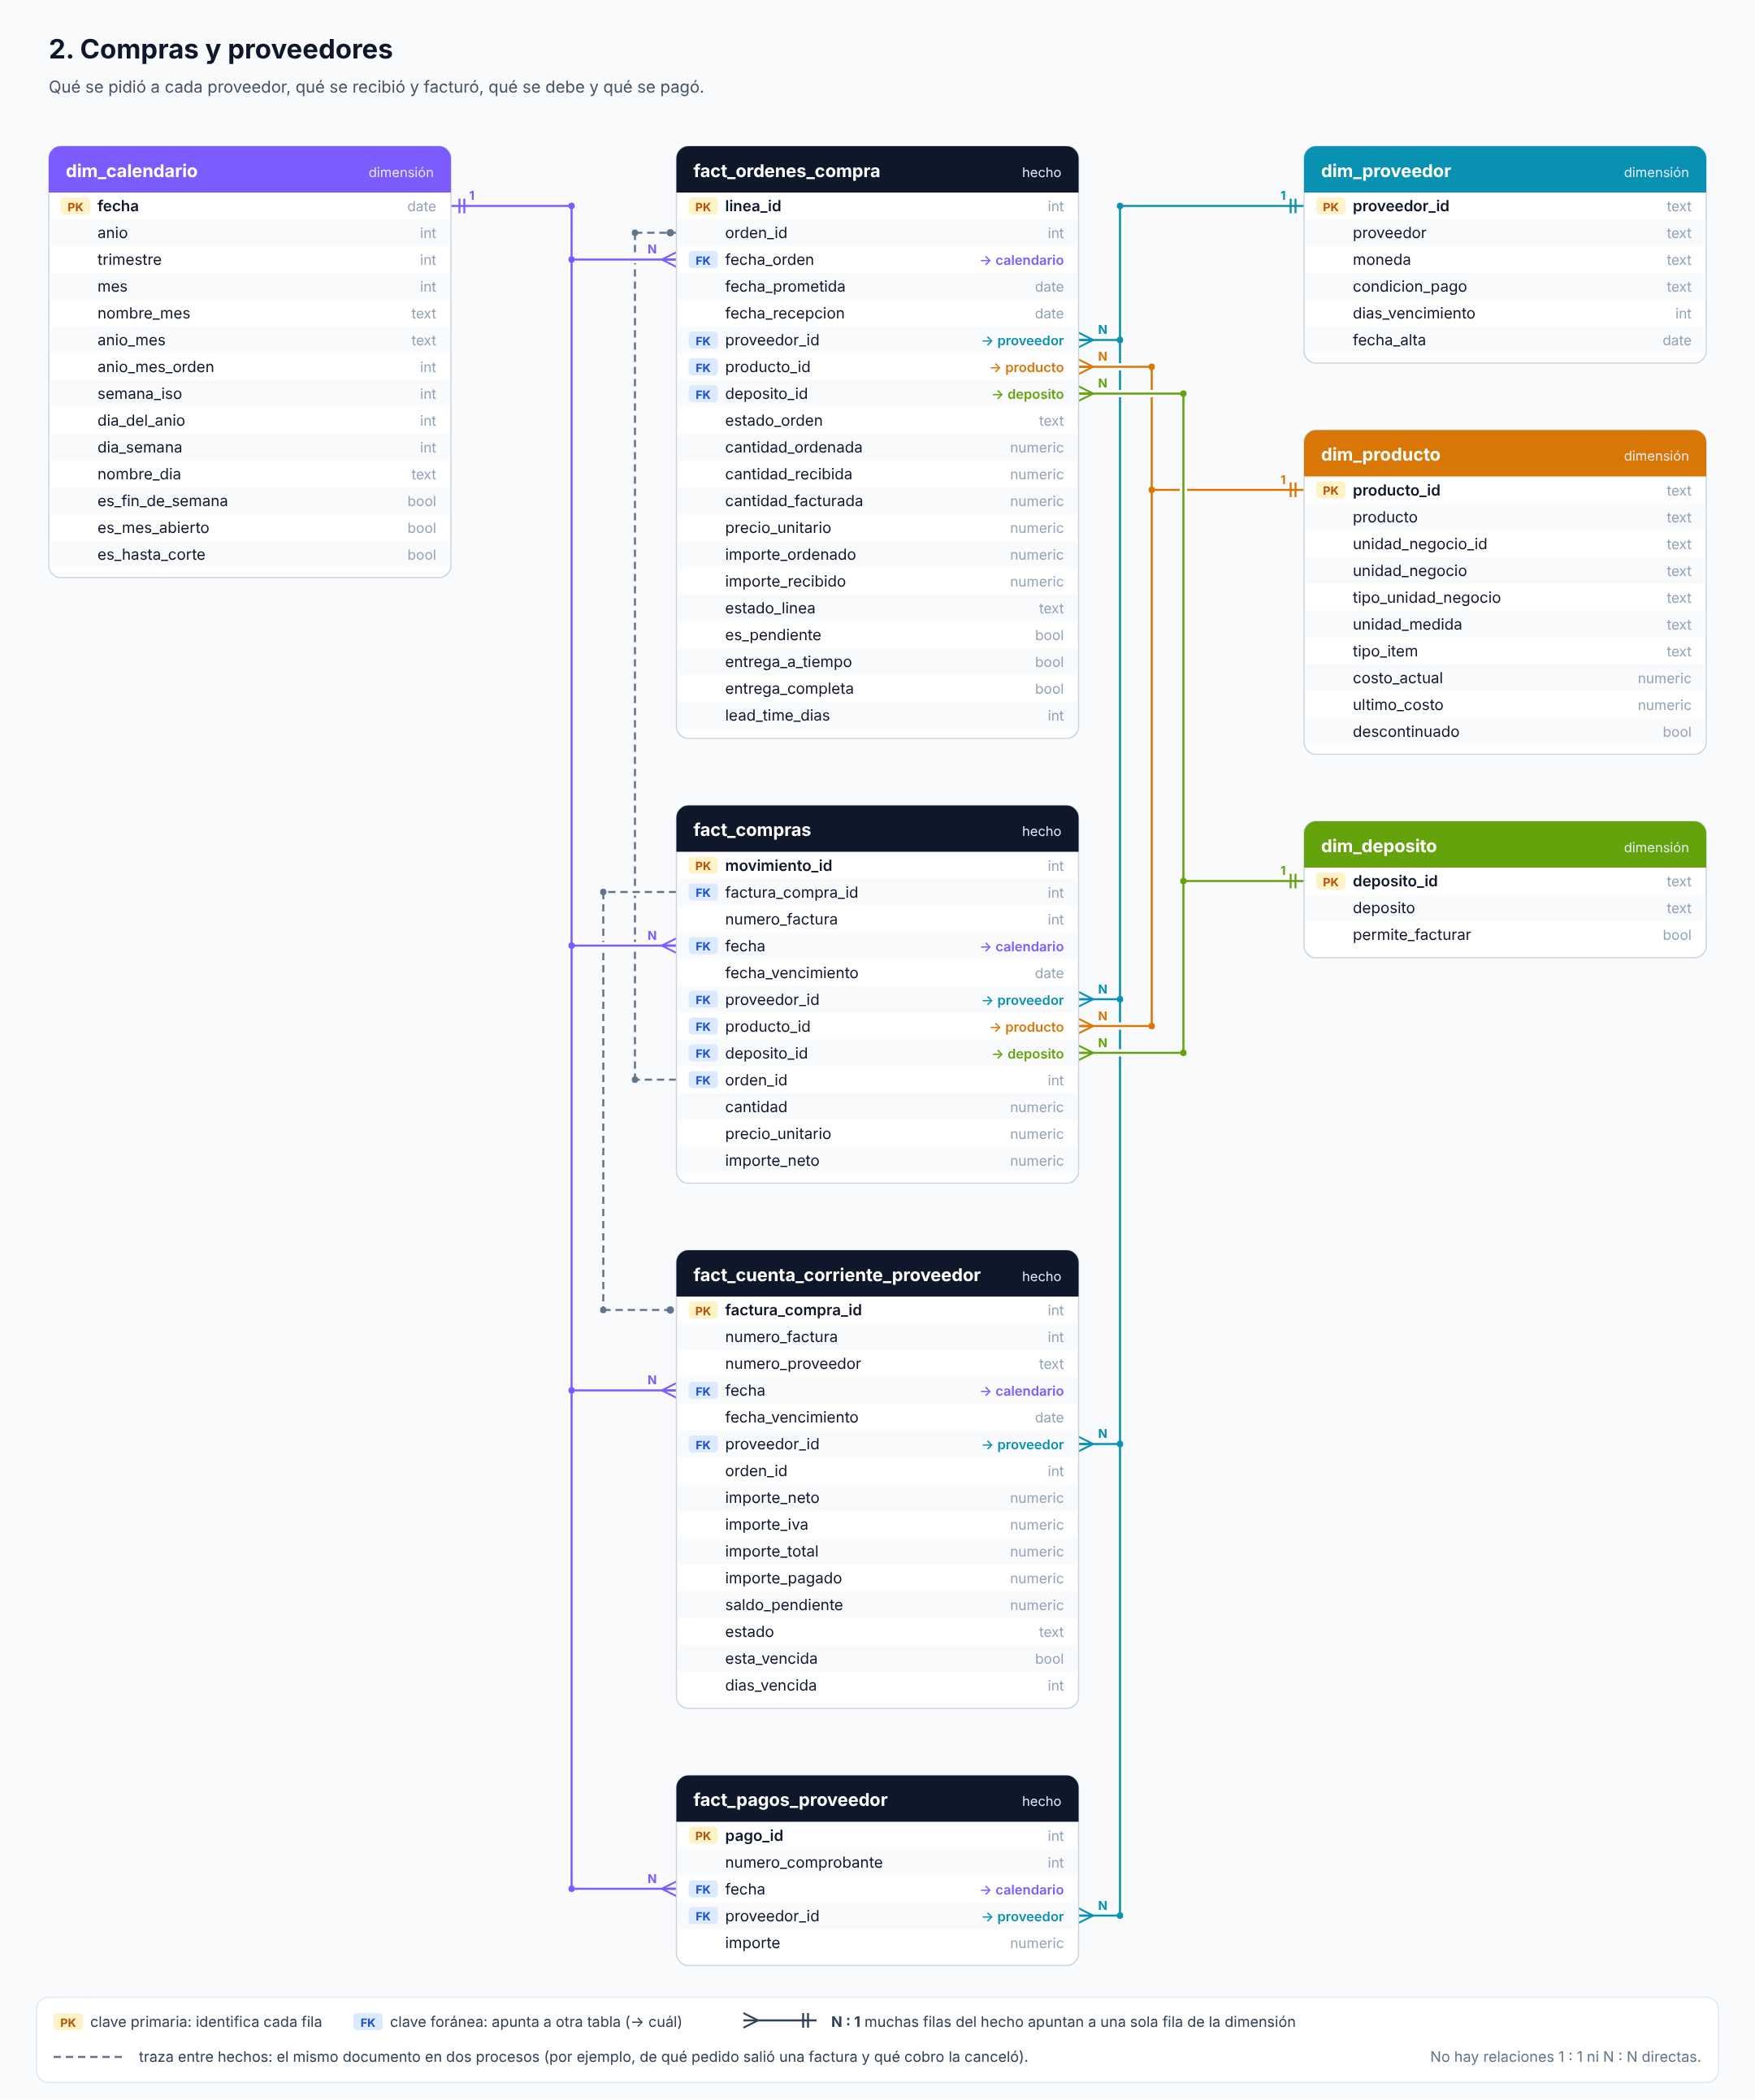 2. Compras y proveedores
Qué se pidió a cada proveedor, qué se recibió y facturó, qué se debe y qué se pagó.
dim_calendario dimensión
PK fecha date
anio int
trimestre int
mes int
nombre_mes text
anio_mes text
anio_mes_orden int
semana_iso int
dia_del_anio int
dia_semana int
nombre_dia text
es_fin_de_semana bool
es_mes_abierto bool
es_hasta_corte bool
1
N
N
N
N
fact_ordenes_compra hecho
PK linea_id int
orden_id int
FK fecha_orden → calendario
fecha_prometida date
fecha_recepcion date
FK proveedor_id → proveedor
FK producto_id → producto
FK deposito_id → deposito
estado_orden text
cantidad_ordenada numeric
cantidad_recibida numeric
cantidad_facturada numeric
precio_unitario numeric
importe_ordenado numeric
importe_recibido numeric
estado_linea text
es_pendiente bool
entrega_a_tiempo bool
entrega_completa bool
lead_time_dias int
N
N
N
fact_compras hecho
PK movimiento_id int
FK factura_compra_id int
numero_factura int
FK fecha → calendario
fecha_vencimiento date
FK proveedor_id → proveedor
FK producto_id → producto
FK deposito_id → deposito
FK orden_id int
cantidad numeric
precio_unitario numeric
importe_neto numeric
N
N
N
fact_cuenta_corriente_proveedor hecho
PK factura_compra_id int
numero_factura int
numero_proveedor text
FK fecha → calendario
fecha_vencimiento date
FK proveedor_id → proveedor
orden_id int
importe_neto numeric
importe_iva numeric
importe_total numeric
importe_pagado numeric
saldo_pendiente numeric
estado text
esta_vencida bool
dias_vencida int
N
fact_pagos_proveedor hecho
PK pago_id int
numero_comprobante int
FK fecha → calendario
FK proveedor_id → proveedor
importe numeric
N
1
dim_proveedor dimensión
PK proveedor_id text
proveedor text
moneda text
condicion_pago text
dias_vencimiento int
fecha_alta date
1
dim_producto dimensión
PK producto_id text
producto text
unidad_negocio_id text
unidad_negocio text
tipo_unidad_negocio text
unidad_medida text
tipo_item text
costo_actual numeric
ultimo_costo numeric
descontinuado bool
1
dim_deposito dimensión
PK deposito_id text
deposito text
permite_facturar bool
PK clave primaria: identifica cada fila FK clave foránea: apunta a otra tabla (→ cuál) N : 1 muchas filas del hecho apuntan a una sola fila de la dimensión
traza entre hechos: el mismo documento en dos procesos (por ejemplo, de qué pedido salió una factura y qué cobro la canceló). No hay relaciones 1 : 1 ni N : N directas.